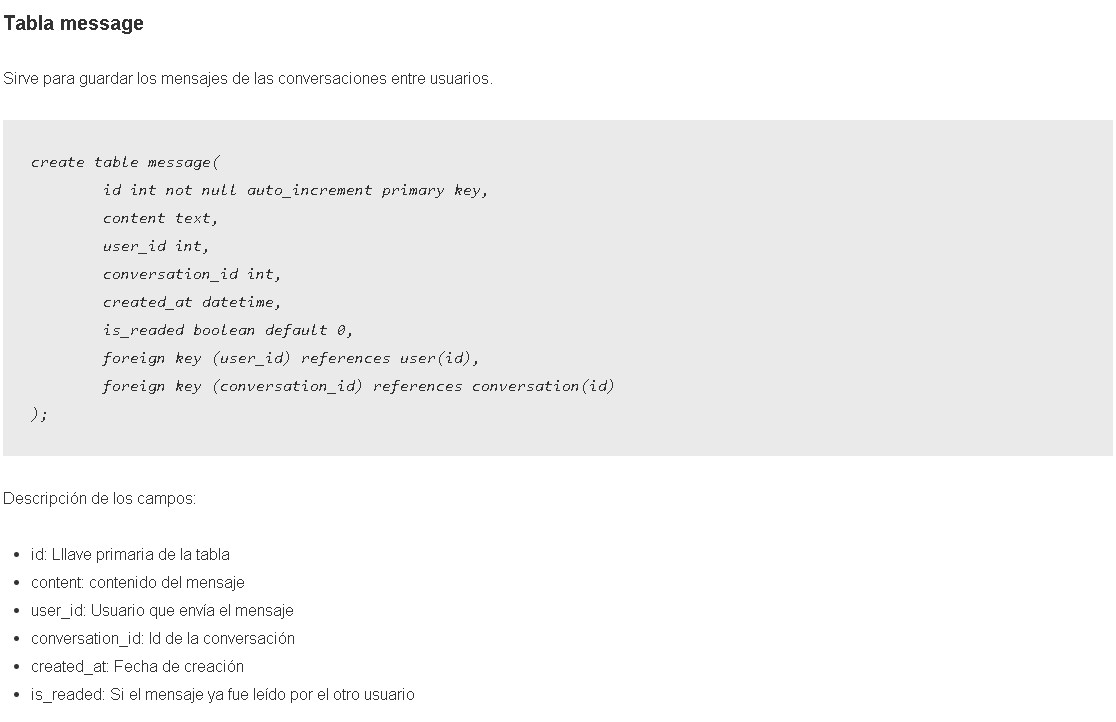 Tabla message
Sirve para guardar los mensajes de las conversaciones entre usuarios.
create table message(
id int not null auto_increment primary key,
content text,
user_id int,
conversation_id int,
created_at datetime,
is_readed boolean default 0,
foreign key (user_id) references user(id),
foreign key (conversation_id) references conversation(id)
);
Descripción de los campos:
• id: Lllave primaria de la tabla
• content: contenido del mensaje
• user_id: Usuario que envía el mensaje
• conversation_id: Id de la conversación
• created_at: Fecha de creación
• is_readed: Si el mensaje ya fue leído por el otro usuario